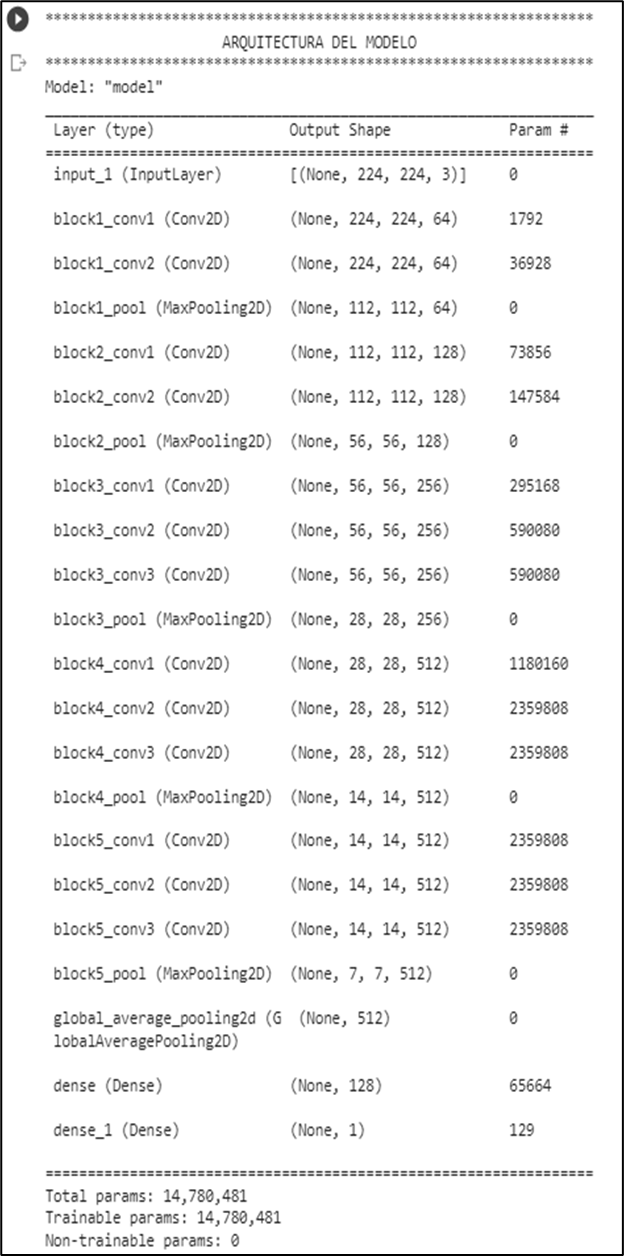 *****************************************************************
ARQUITECTURA DEL MODELO
*****************************************************************
Model: "model"
_________________________________________________________________
Layer (type) Output Shape Param #
=================================================================
input_1 (InputLayer) [(None, 224, 224, 3)] 0
block1_conv1 (Conv2D) (None, 224, 224, 64) 1792
block1_conv2 (Conv2D) (None, 224, 224, 64) 36928
block1_pool (MaxPooling2D) (None, 112, 112, 64) 0
block2_conv1 (Conv2D) (None, 112, 112, 128) 73856
block2_conv2 (Conv2D) (None, 112, 112, 128) 147584
block2_pool (MaxPooling2D) (None, 56, 56, 128) 0
block3_conv1 (Conv2D) (None, 56, 56, 256) 295168
block3_conv2 (Conv2D) (None, 56, 56, 256) 590080
block3_conv3 (Conv2D) (None, 56, 56, 256) 590080
block3_pool (MaxPooling2D) (None, 28, 28, 256) 0
block4_conv1 (Conv2D) (None, 28, 28, 512) 1180160
block4_conv2 (Conv2D) (None, 28, 28, 512) 2359808
block4_conv3 (Conv2D) (None, 28, 28, 512) 2359808
block4_pool (MaxPooling2D) (None, 14, 14, 512) 0
block5_conv1 (Conv2D) (None, 14, 14, 512) 2359808
block5_conv2 (Conv2D) (None, 14, 14, 512) 2359808
block5_conv3 (Conv2D) (None, 14, 14, 512) 2359808
block5_pool (MaxPooling2D) (None, 7, 7, 512) 0
global_average_pooling2d (G (None, 512) 0
lobalAveragePooling2D)
dense (Dense) (None, 128) 65664
dense_1 (Dense) (None, 1) 129
=================================================================
Total params: 14,780,481
Trainable params: 14,780,481
Non-trainable params: 0